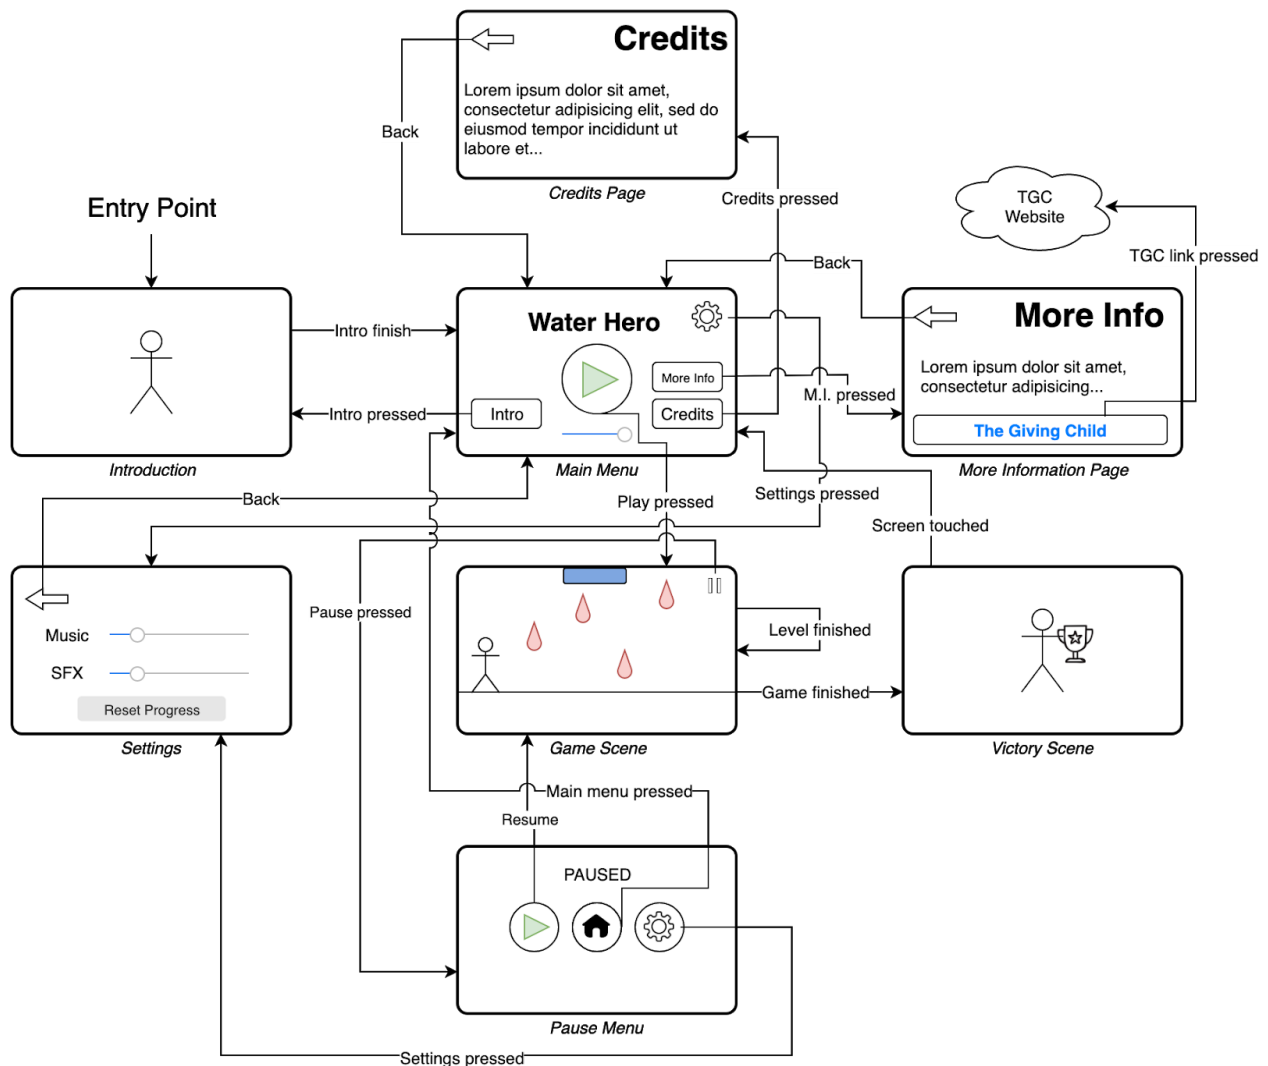 Credits
Lorem ipsum dolor sit amet,
consectetur adipisicing elit, sed do
eiusmod tempor incididunt ut
labore et...
Credits Page
Back
Credits pressed
TGC
Website
TGC link pressed
Entry Point
Back
Intro finish
Water Hero
More Info
Intro
Credits
Main Menu
Intro pressed
Introduction
M.I. pressed
More Info
Lorem ipsum dolor sit amet,
consectetur adipisicing...
The Giving Child
More Information Page
Back
Play pressed
Settings pressed
Screen touched
Pause pressed
Music
SFX
Reset Progress
Settings
Level finished
Game finished
Game Scene
Victory Scene
Main menu pressed
Resume
PAUSED
Pause Menu
Settings pressed